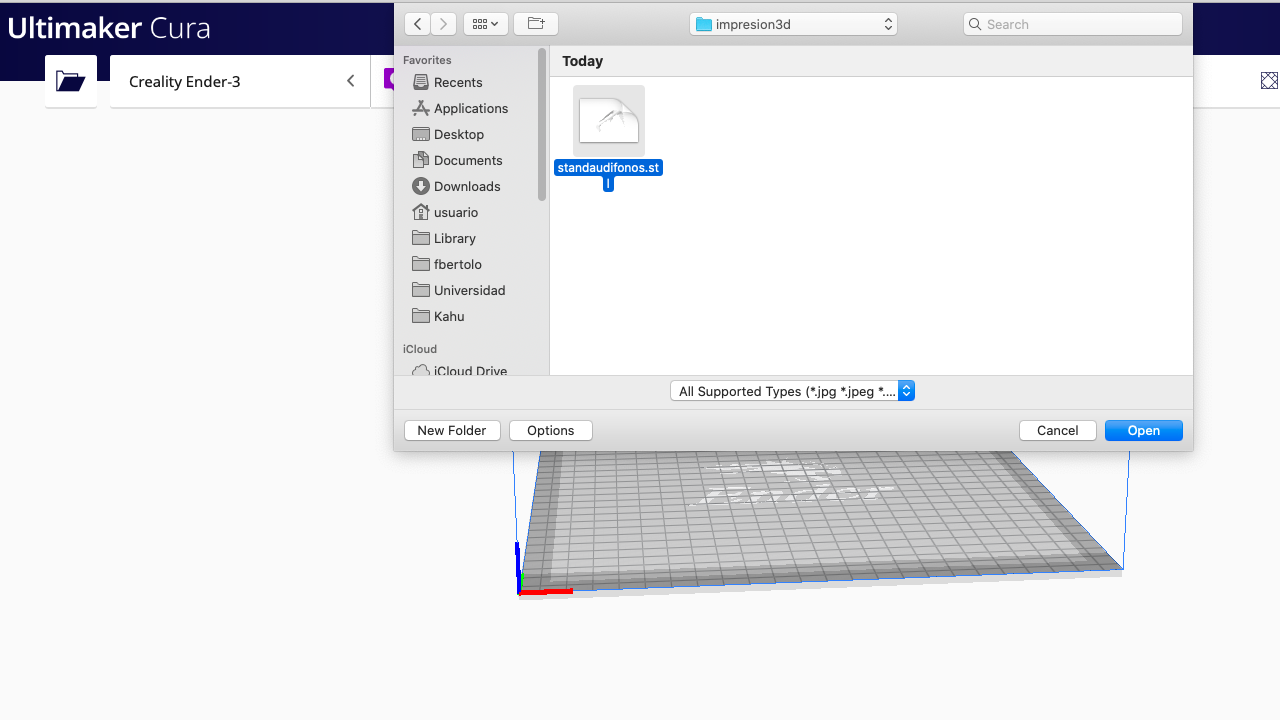 Ultimaker Cura
impresion3d
Search
Creality Ender-3
Favorites
Recents
Applications
Desktop
Documents
Downloads
usuario
Library
fbertolo
Universidad
Kahu
iCloud
iCloud Drive
Today
standaudifonos.st
l
All Supported Types (*.jpg *.jpeg *....
New Folder
Options
Cancel
Open